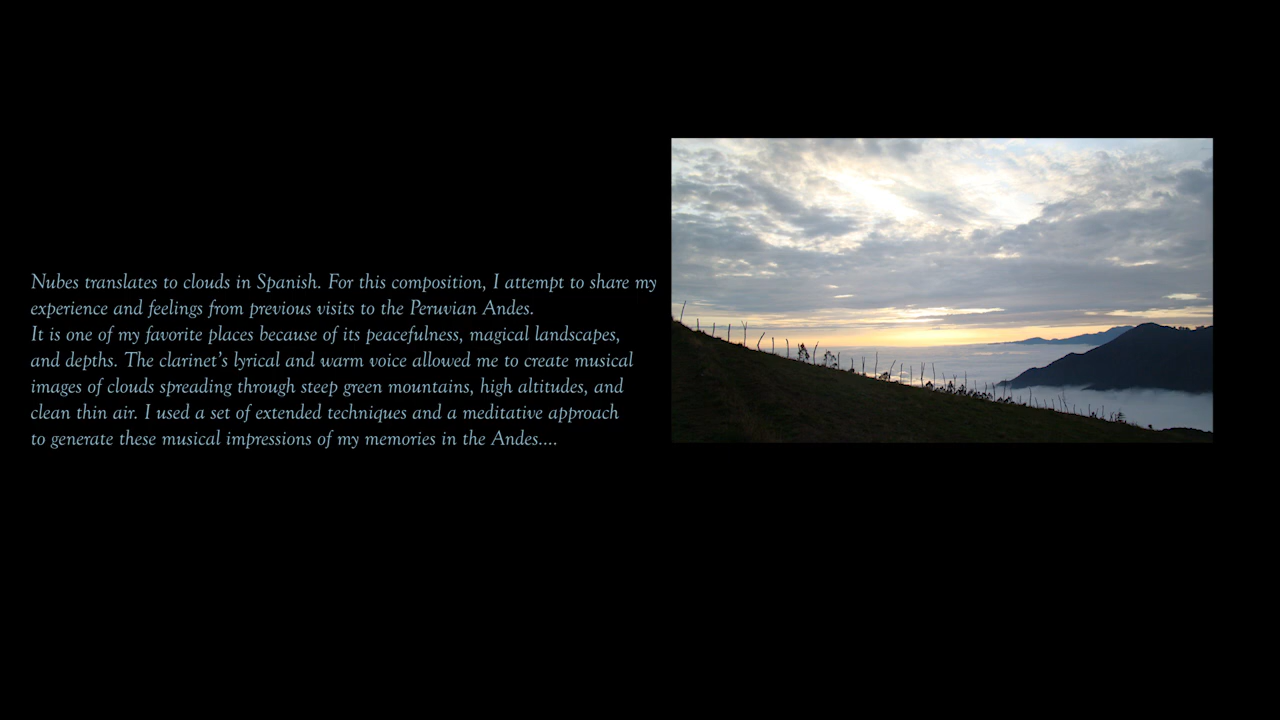 Nubes translates to clouds in Spanish. For this composition, I attempt to share my
experience and feelings from previous visits to the Peruvian Andes.
It is one of my favorite places because of its peacefulness, magical landscapes,
and depths. The clarinet's lyrical and warm voice allowed me to create musical
images of clouds spreading through steep green mountains, high altitudes, and
clean thin air. I used a set of extended techniques and a meditative approach
to generate these musical impressions of my memories in the Andes....